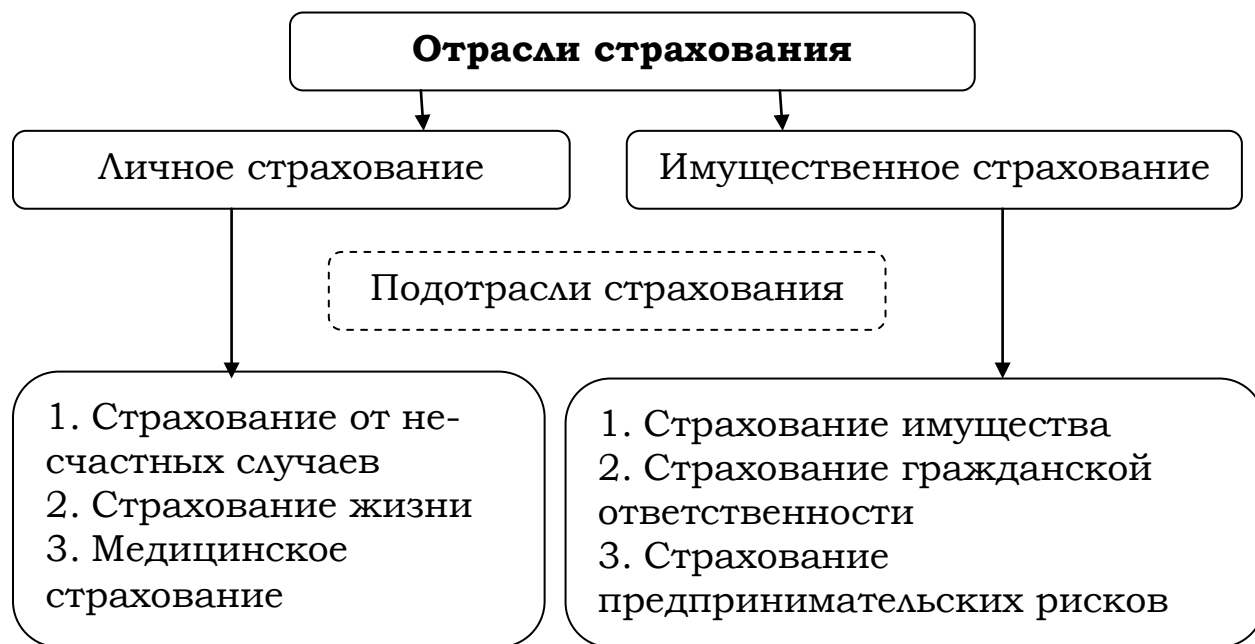 Отрасли страхования
Личное страхование
Имущественное страхование
Подотрасли страхования
1. Страхование от не-
счастных случаев
2. Страхование жизни
3. Медицинское
страхование
1. Страхование имущества
2. Страхование гражданской
ответственности
3. Страхование
предпринимательских рисков